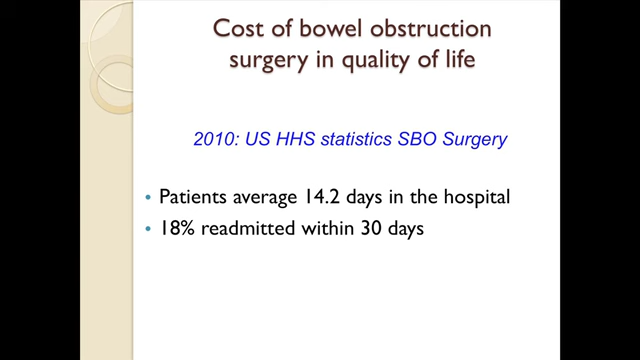 Cost of bowel obstruction
surgery in quality of life
2010: US HHS statistics SBO Surgery
• Patients average 14.2 days in the hospital
• 18% readmitted within 30 days